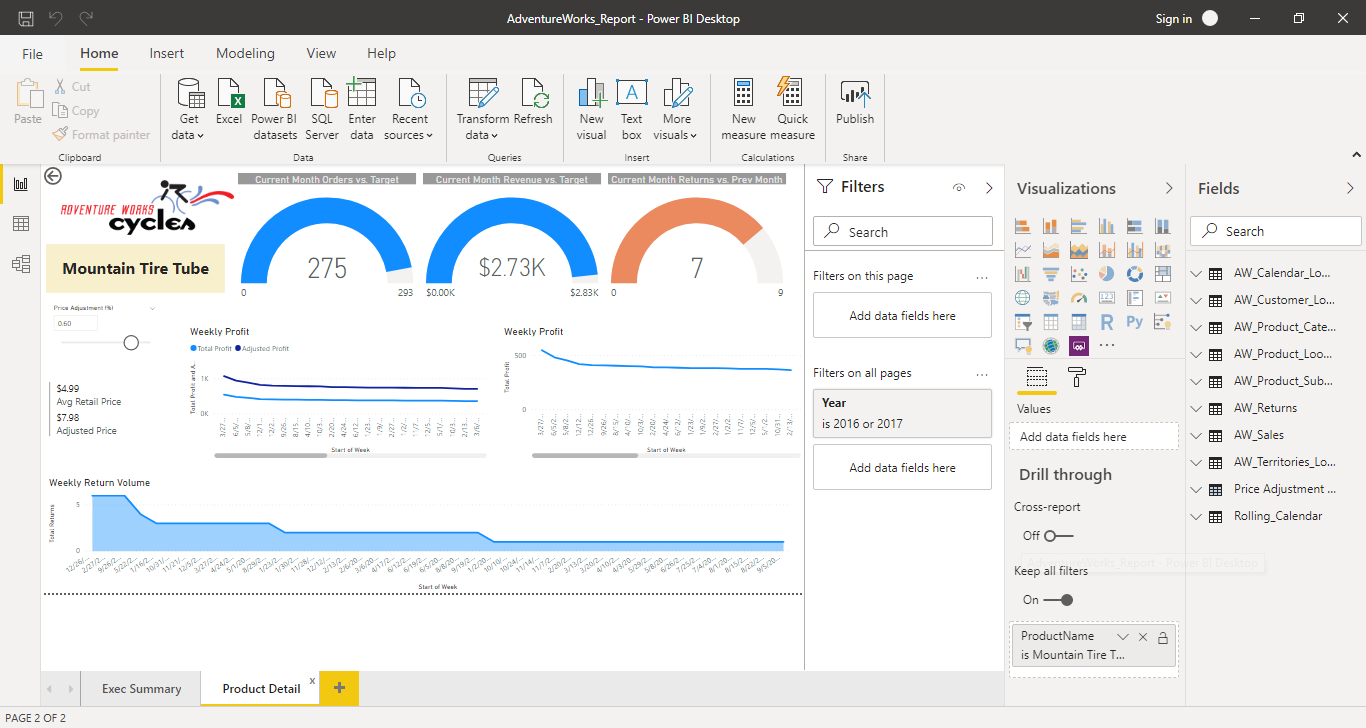 AdventureWorks_Report - Power BI Desktop
Sign in
File Home Insert Modeling View Help
Paste
Cut
Copy
Format painter
Clipboard
Get data
Excel
Power BI datasets
SQL Server
Enter data
Recent sources
Data
Transform data
Refresh
Queries
New visual
Text box
More visuals
Insert
New measure
Quick measure
Calculations
Publish
Share
ADVENTURE WORKS
cycles
Mountain Tire Tube
Current Month Orders vs. Target
275
0
293
Current Month Revenue vs. Target
$2.73K
$0.00K
$2.83K
Current Month Returns vs. Prev Month
7
0
9
Price Adjustment (%)
0.60
$4.99
Avg Retail Price
$7.98
Adjusted Price
Weekly Profit
Total Profit Adjusted Profit
Total Profit and A.
1K
0K
Start of Week
Weekly Profit
Total Profit
500
0
Start of Week
Weekly Return Volume
Total Returns
5
0
Start of Week
Filters
Search
Filters on this page
...
Add data fields here
Filters on all pages
...
Year
is 2016 or 2017
Add data fields here
Visualizations
R
Py
123
...
Values
Add data fields here
Drill through
Cross-report
Off
AdventureWorks_Report - Power BI Desktop
Keep all filters
On
ProductName
is Mountain Tire T...
Fields
Search
AW_Calendar_Lo...
AW_Customer_Lo...
AW_Product_Cate...
AW_Product_Loo...
AW_Product_Sub...
AW_Returns
AW_Sales
AW_Territories_Lo...
Price Adjustment ...
Rolling_Calendar
Exec Summary
Product Detail
x
+
PAGE 2 OF 2